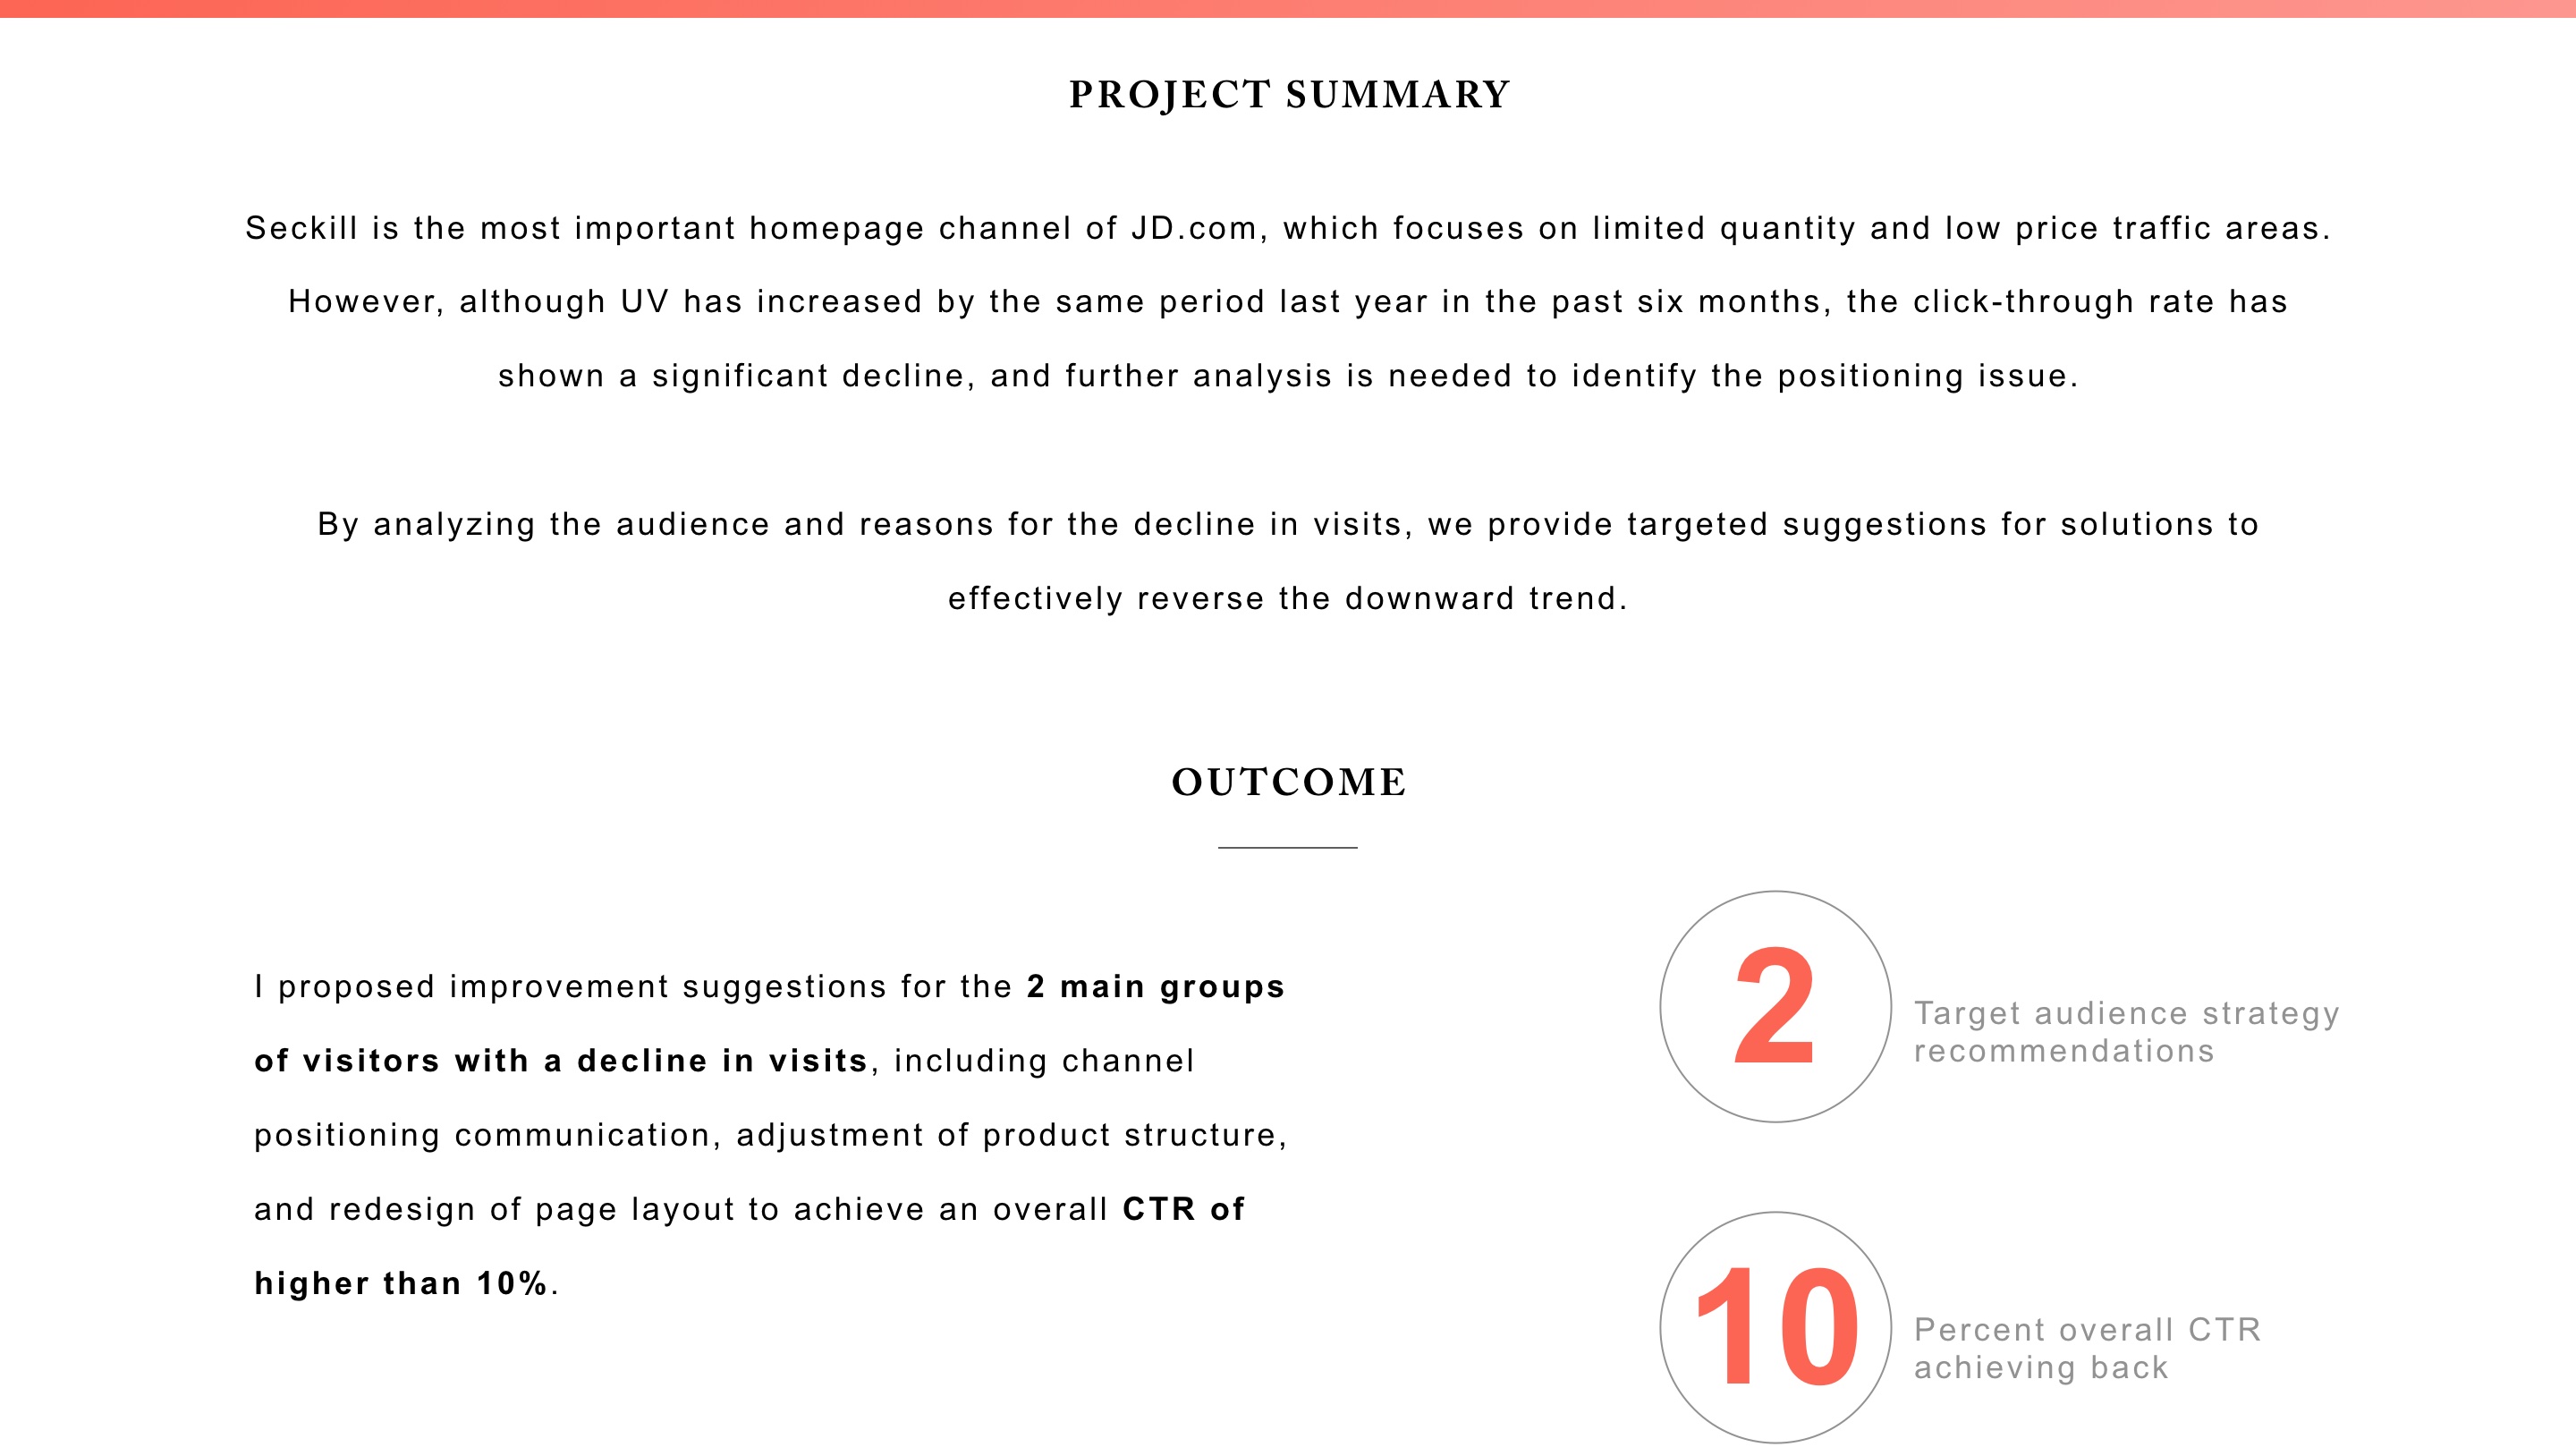 PROJECT SUMMARY
Seckill is the most important homepage channel of JD.com, which focuses on limited quantity and low price traffic areas.
However, although UV has increased by the same period last year in the past six months, the click-through rate has
shown a significant decline, and further analysis is needed to identify the positioning issue.
By analyzing the audience and reasons for the decline in visits, we provide targeted suggestions for solutions to
effectively reverse the downward trend.
OUTCOME
I proposed improvement suggestions for the 2 main groups
of visitors with a decline in visits, including channel
positioning communication, adjustment of product structure,
and redesign of page layout to achieve an overall CTR of
higher than 10%.
2
Target audience strategy
recommendations
10
Percent overall CTR
achieving back